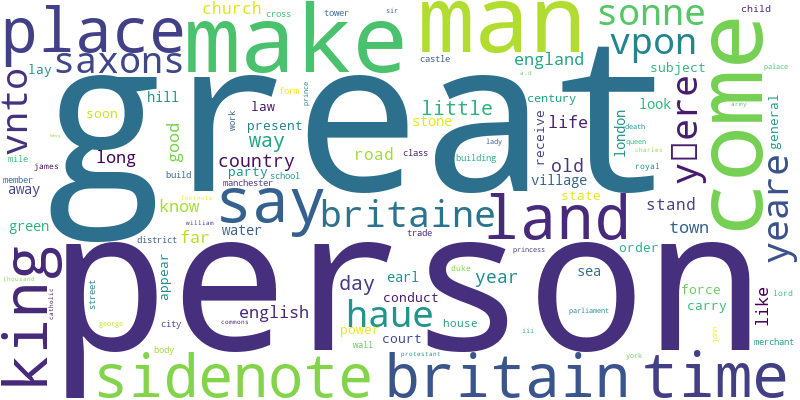 great
person
place
make
man
sonne
vpon
come
saxons
church
cross
tower
sir
child
castle
england
subject
palace
vnto
lay
hill
soon
law
form
prince
little
century
look
a.d
army
general
long
good
present
work
way
road
stone
receive
life
london
death
queen
charles
royal
mile
james
member
away
build
country
party
manchester
school
class
building
old
village
state
stand
yeare
green
know
footnote
say
britaine
land
town
william
far
water
trade
order
district
king
appear
day
earl
year
sea
princess
force
carry
like
lord
thousand
catholic
street
george
city
commons
english
power
haue
conduct
court
house
duke
parliament
iii
john
merchant
body
wall
protestant
york
sidenote
britain
time